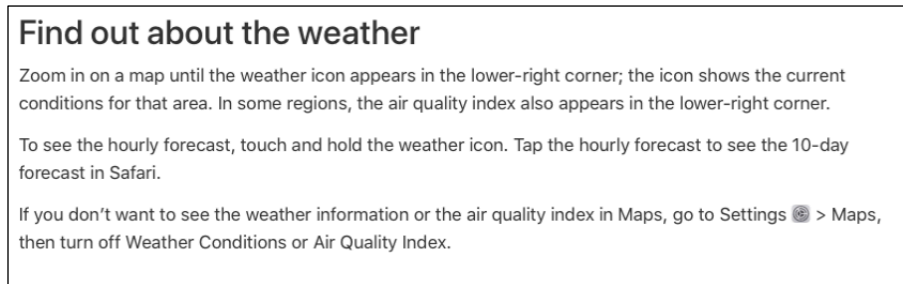 Find out about the weather
Zoom in on a map until the weather icon appears in the lower-right corner; the icon shows the current
conditions for that area. In some regions, the air quality index also appears in the lower-right corner.
To see the hourly forecast, touch and hold the weather icon. Tap the hourly forecast to see the 10-day
forecast in Safari.
If you don’t want to see the weather information or the air quality index in Maps, go to Settings > Maps,
then turn off Weather Conditions or Air Quality Index.